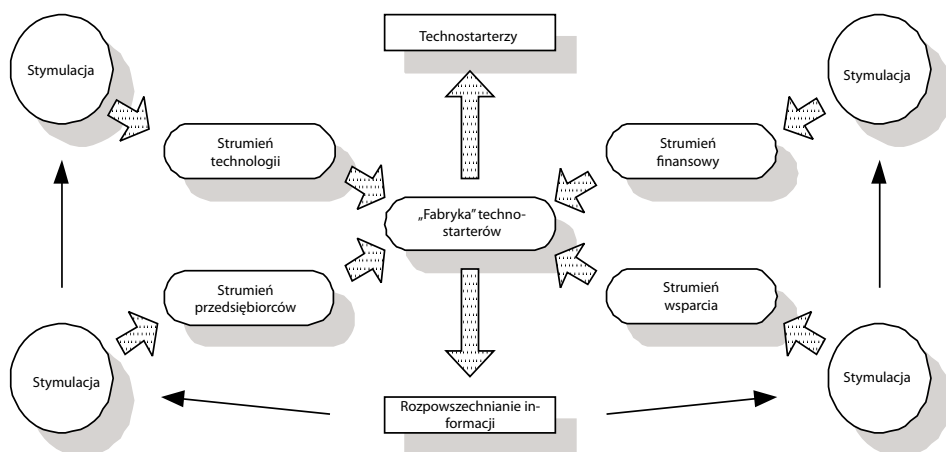 Technostarterzy
Stymulacja
Stymulacja
Strumień
technologii
Strumień
finansowy
„Fabryka” techno-
starterów
Strumień
przedsiębiorców
Strumień
wsparcia
Stymulacja
Stymulacja
Rozpowszechnianie in-
formacji